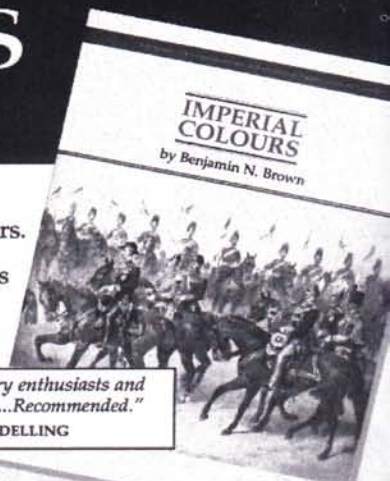 S
IMPERIAL
COLOURS
by Benjamin N. Brown
rs.
s
ry enthusiasts and
...Recommended."
DELLING